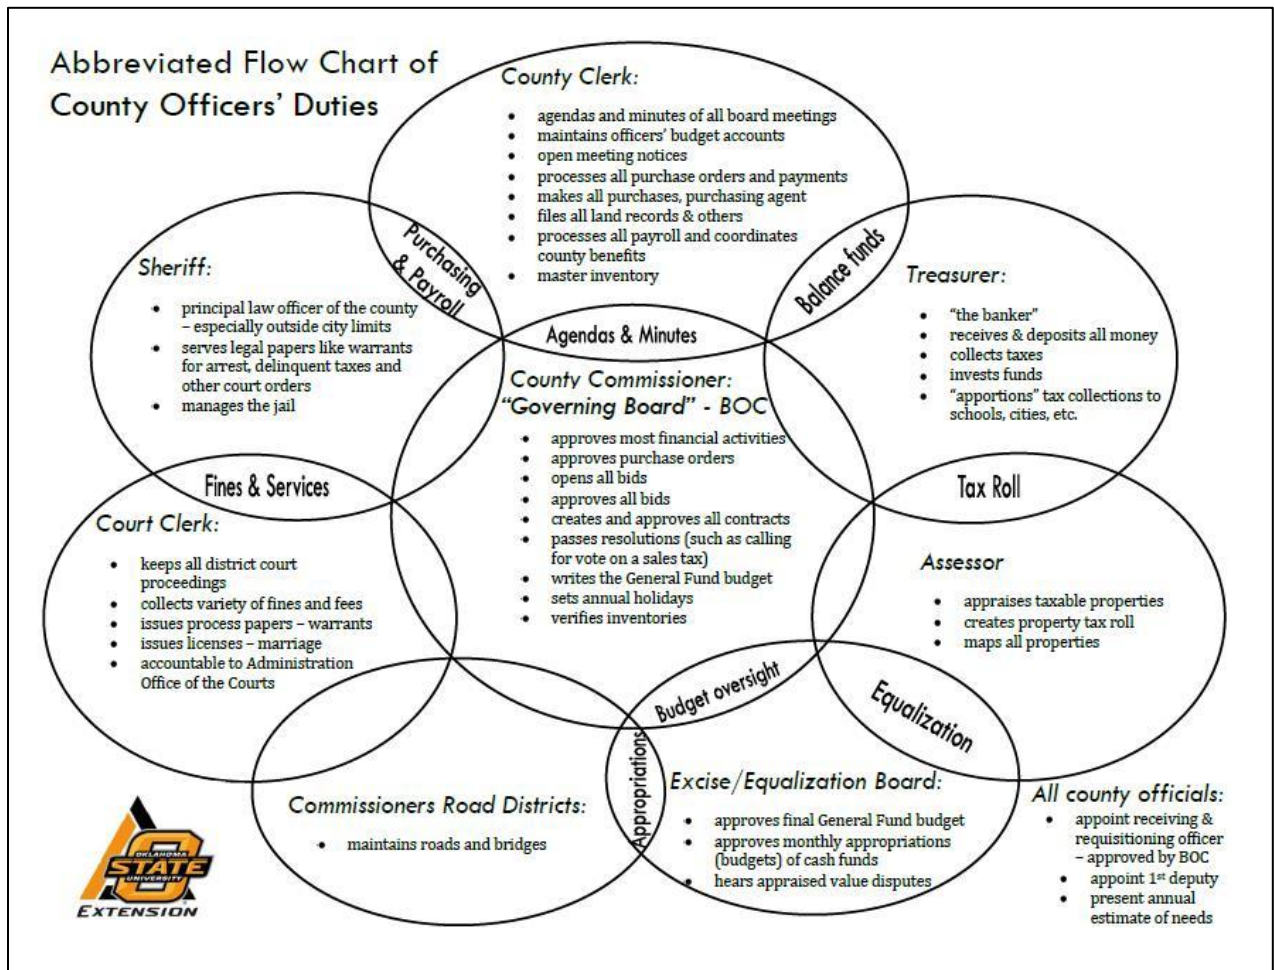 Abbreviated Flow Chart of
County Officers' Duties
County Clerk:
• agendas and minutes of all board meetings
• maintains officers' budget accounts
• open meeting notices
• processes all purchase orders and payments
• makes all purchases, purchasing agent
• files all land records & others
• processes all payroll and coordinates
county benefits
• master inventory
Purchasing
& Payroll
Balance funds
Sheriff:
• principal law officer of the county
– especially outside city limits
• serves legal papers like warrants
for arrest, delinquent taxes and
other court orders
• manages the jail
Agendas & Minutes
Treasurer:
• "the banker"
• receives & deposits all money
• collects taxes
• invests funds
• "apportions" tax collections to
schools, cities, etc.
County Commissioner:
"Governing Board" - BOC
• approves most financial activities
• approves purchase orders
• opens all bids
• approves all bids
• creates and approves all contracts
• passes resolutions (such as calling
for vote on a sales tax)
• writes the General Fund budget
• sets annual holidays
• verifies inventories
Fines & Services
Tax Roll
Court Clerk:
• keeps all district court
proceedings
• collects variety of fines and fees
• issues process papers – warrants
• issues licenses – marriage
• accountable to Administration
Office of the Courts
Assessor
• appraises taxable properties
• creates property tax roll
• maps all properties
Budget oversight
Equalization
Appropriations
Commissioners Road Districts:
• maintains roads and bridges
Excise/Equalization Board:
• approves final General Fund budget
• approves monthly appropriations
(budgets) of cash funds
• hears appraised value disputes
All county officials:
• appoint receiving &
requisitioning officer
– approved by BOC
• appoint 1st deputy
• present annual
estimate of needs
OKLAHOMA
STATE
UNIVERSITY
EXTENSION